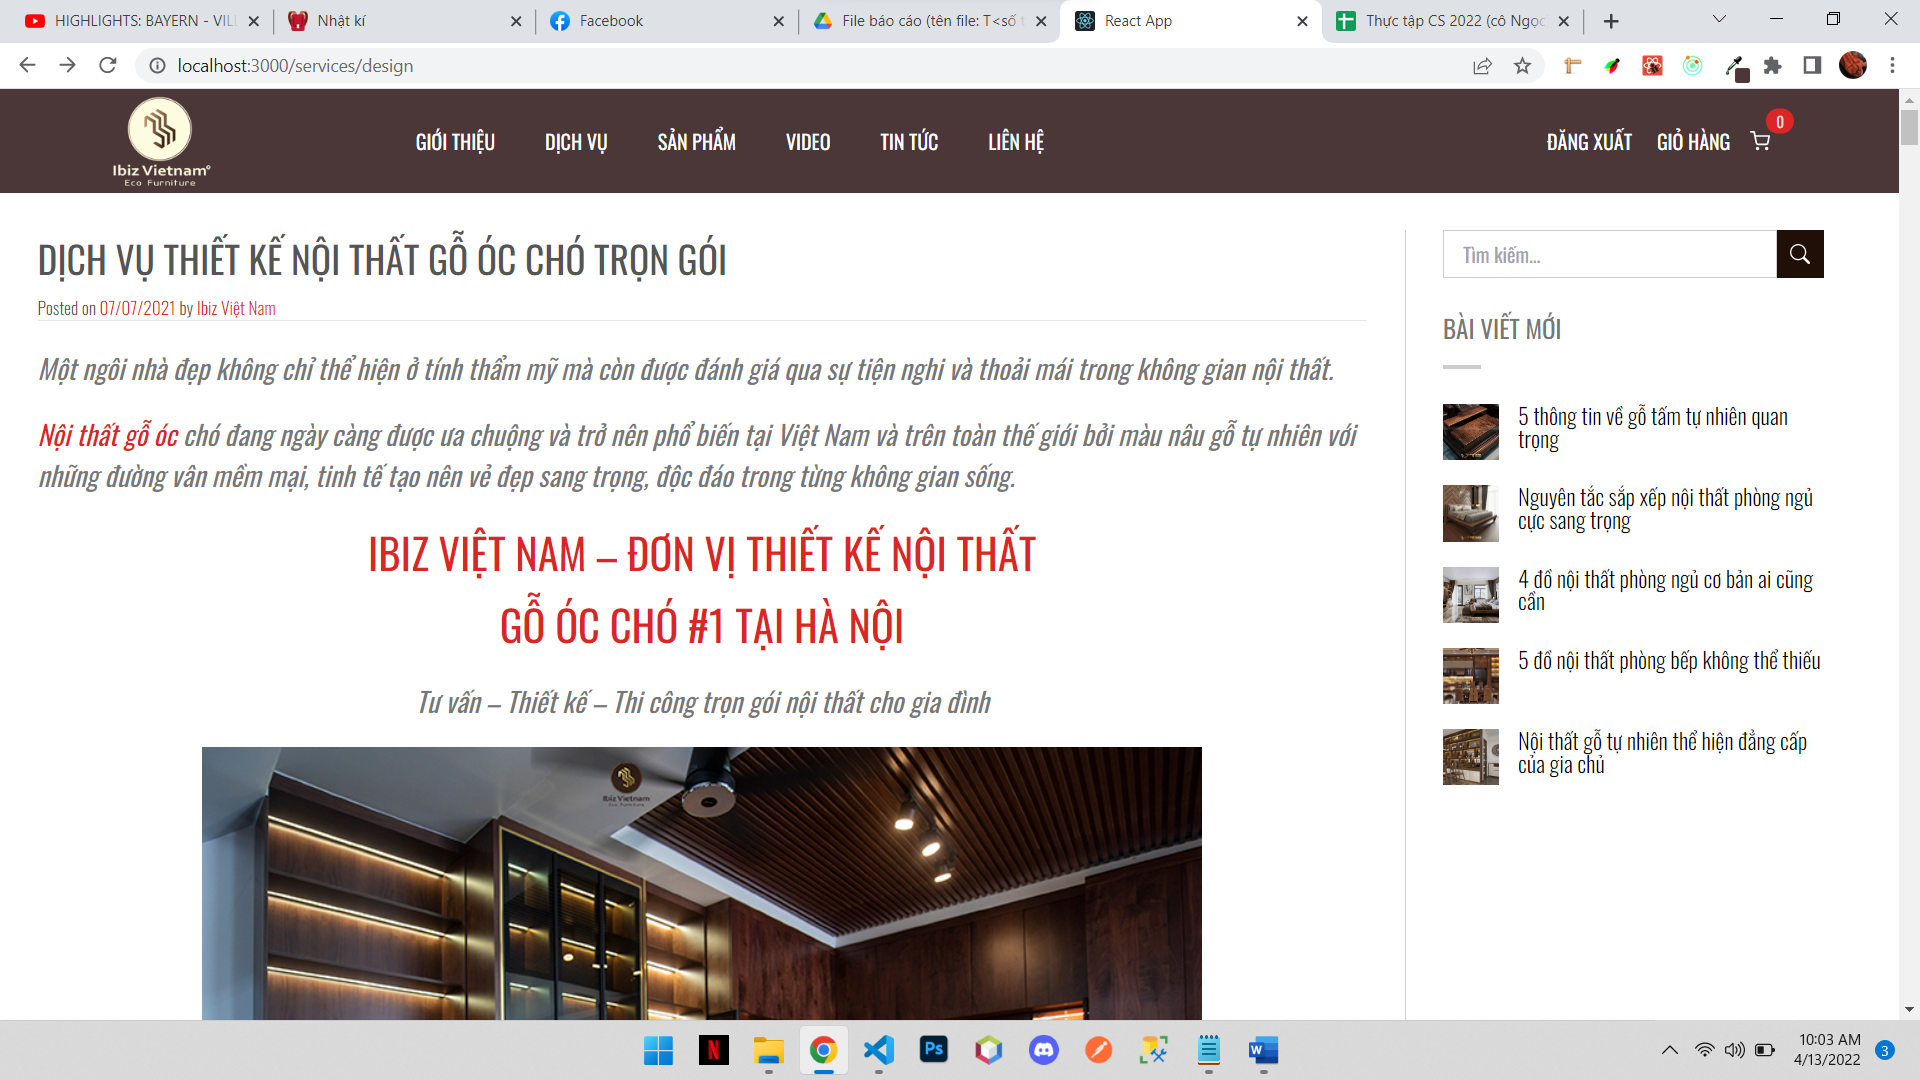 HIGHLIGHTS: BAYERN - VIL
Nhật kí
Facebook
File báo cáo (tên file: T<số
React App
Thực tập CS 2022 (cô Ngọc
localhost:3000/services/design
Ibiz Vietnam®
Eco Furniture
GIỚI THIỆU
DỊCH VỤ
SẢN PHẨM
VIDEO
TIN TỨC
LIÊN HỆ
ĐĂNG XUẤT
GIỎ HÀNG
0
DỊCH VỤ THIẾT KẾ NỘI THẤT GỖ ÓC CHÓ TRỌN GÓI
Posted on 07/07/2021 by Ibiz Việt Nam
Một ngôi nhà đẹp không chỉ thể hiện ở tính thẩm mỹ mà còn được đánh giá qua sự tiện nghi và thoải mái trong không gian nội thất.
Nội thất gỗ óc chó đang ngày càng được ưa chuộng và trở nên phổ biến tại Việt Nam và trên toàn thế giới bởi màu nâu gỗ tự nhiên với
những đường vân mềm mại, tinh tế tạo nên vẻ đẹp sang trọng, độc đáo trong từng không gian sống.
IBIZ VIỆT NAM – ĐƠN VỊ THIẾT KẾ NỘI THẤT
GỖ ÓC CHÓ #1 TẠI HÀ NỘI
Tư vấn – Thiết kế – Thi công trọn gói nội thất cho gia đình
Ibiz Vietnam
Eco Furniture
Tìm kiếm...
BÀI VIẾT MỚI
5 thông tin về gỗ tấm tự nhiên quan
trọng
Nguyên tắc sắp xếp nội thất phòng ngủ
cực sang trọng
4 đồ nội thất phòng ngủ cơ bản ai cũng
cần
5 đồ nội thất phòng bếp không thể thiếu
Nội thất gỗ tự nhiên thể hiện đẳng cấp
của gia chủ
N
Ps
W
10:03 AM
4/13/2022
3